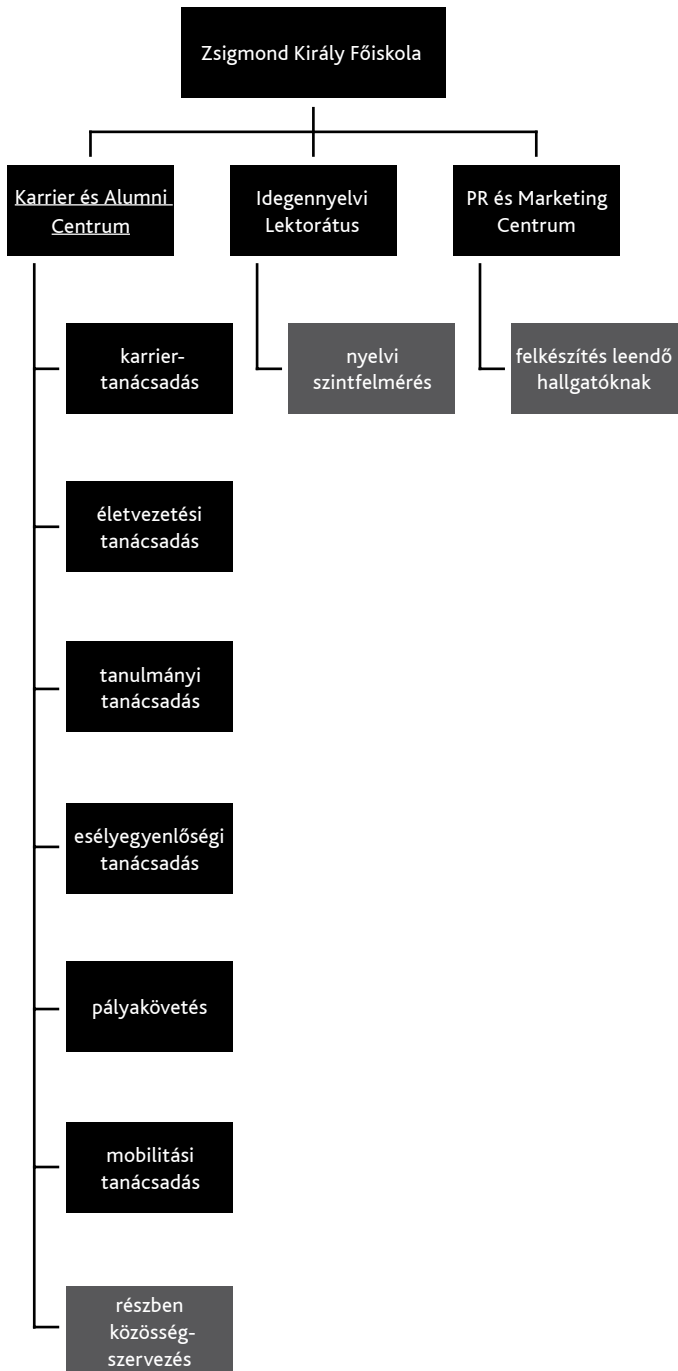 Zsigmond Király Főiskola
Karrier és Alumni
Centrum
Idegennyelvi
Lektorátus
PR és Marketing
Centrum
karrier-
tanácsadás
nyelvi
szintfelmérés
felkészítés leendő
hallgatóknak
életvezetési
tanácsadás
tanulmányi
tanácsadás
esélyegyenlőségi
tanácsadás
pályakövetés
mobilitási
tanácsadás
részben
közösség-
szervezés